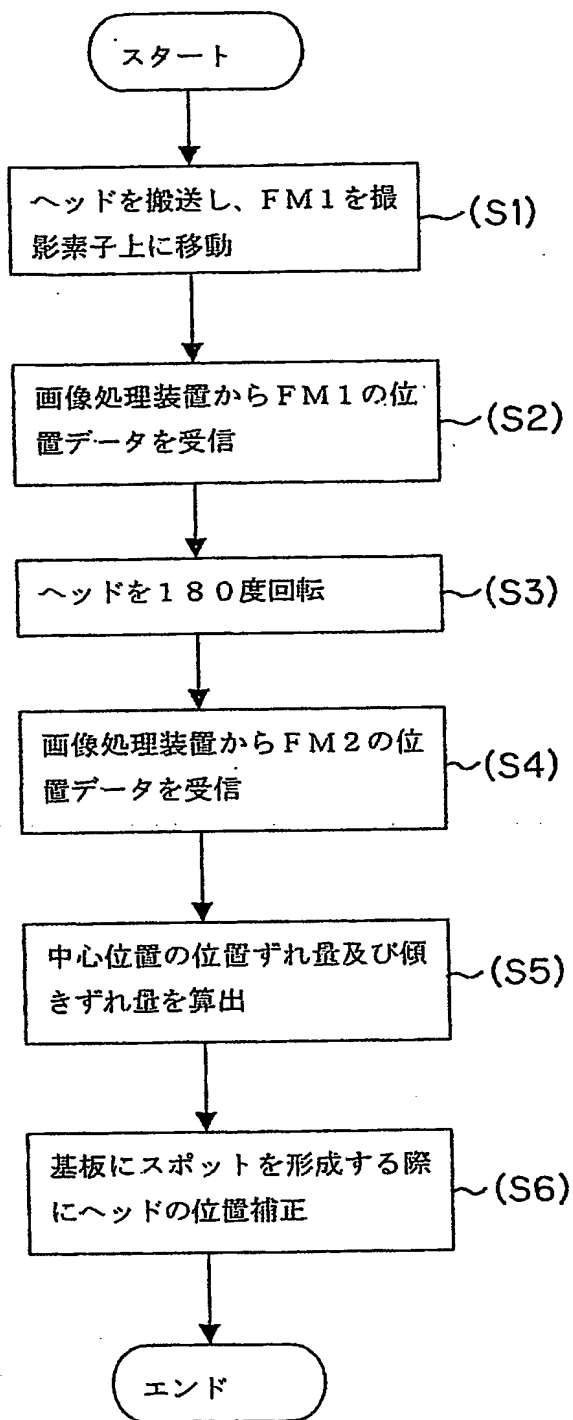 スタート
ヘッドを搬送し、FM1を撮
影素子上に移動
(S1)
画像処理装置からFM1の位
置データを受信
(S2)
ヘッドを180度回転
(S3)
画像処理装置からFM2の位
置データを受信
(S4)
中心位置の位置ずれ量及び傾
きずれ量を算出
(S5)
基板にスポットを形成する際
にヘッドの位置補正
(S6)
エンド